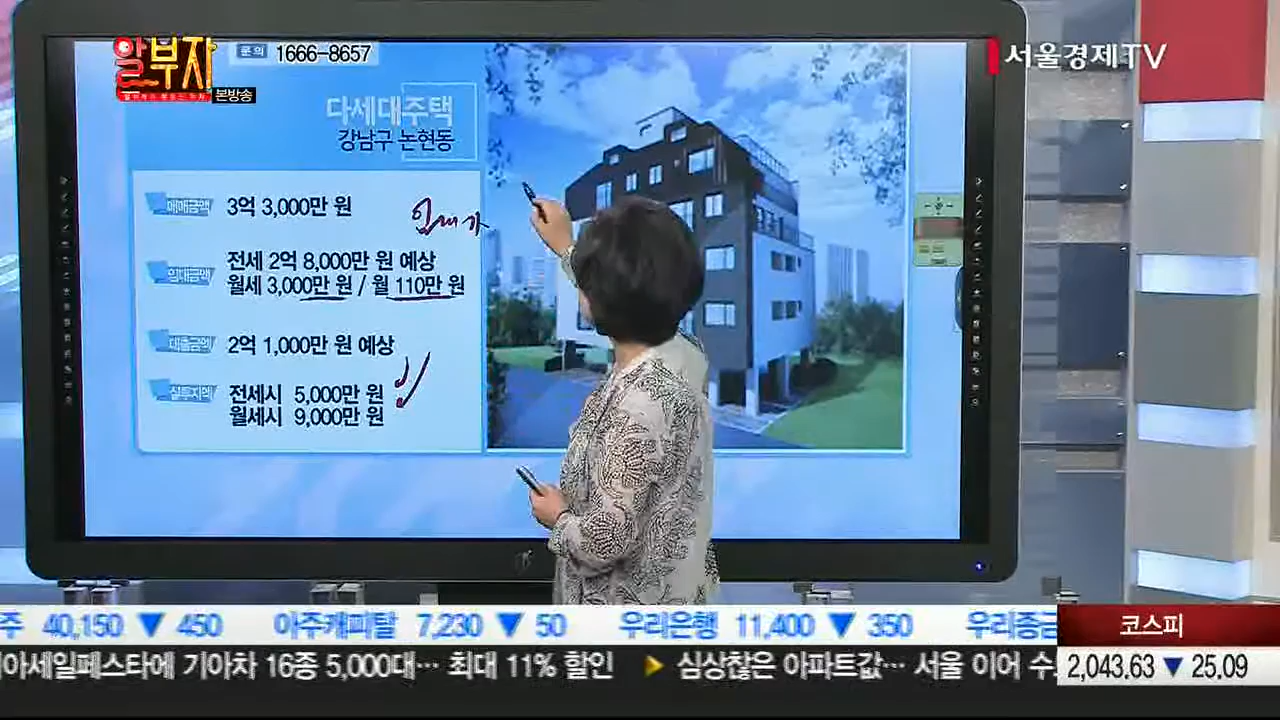 알부자
본방송
문의 1666-8657
서울경제TV
다세대주택
강남구 논현동
매매금액 3억 3,000만 원
임대금액 전세 2억 8,000만 원 예상
월세 3,000만 원 / 월 110만 원
대출금액 2억 1,000만 원 예상
실투자액 전세시 5,000만 원
월세시 9,000만 원
주 40,150 ▼ 450 아주캐피탈 7,230 ▼ 50 우리은행 11,400 ▼ 350 우리종금
코스피
아세일페스타에 기아차 16종 5,000대… 최대 11% 할인 ▶ 심상찮은 아파트값… 서울 이어 수
2,043.63 ▼ 25.09